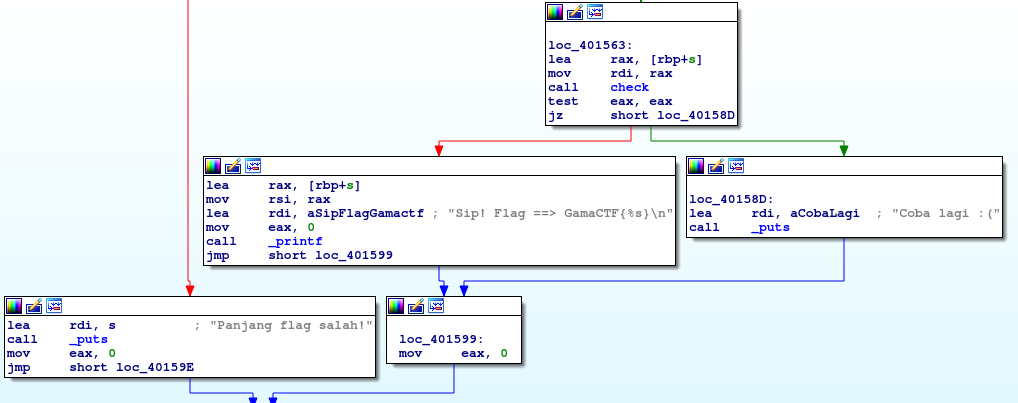 loc_401563:
lea rax, [rbp+s]
mov rdi, rax
call check
test eax, eax
jz short loc_40158D
lea rax, [rbp+s]
mov rsi, rax
lea rdi, aSipFlagGamactf ; "Sip! Flag ==> GamaCTF{%s}\n"
mov eax, 0
call _printf
jmp short loc_401599
loc_40158D:
lea rdi, aCobaLagi ; "Coba lagi :("
call _puts
lea rdi, s ; "Panjang flag salah!"
call _puts
mov eax, 0
jmp short loc_40159E
loc_401599:
mov eax, 0